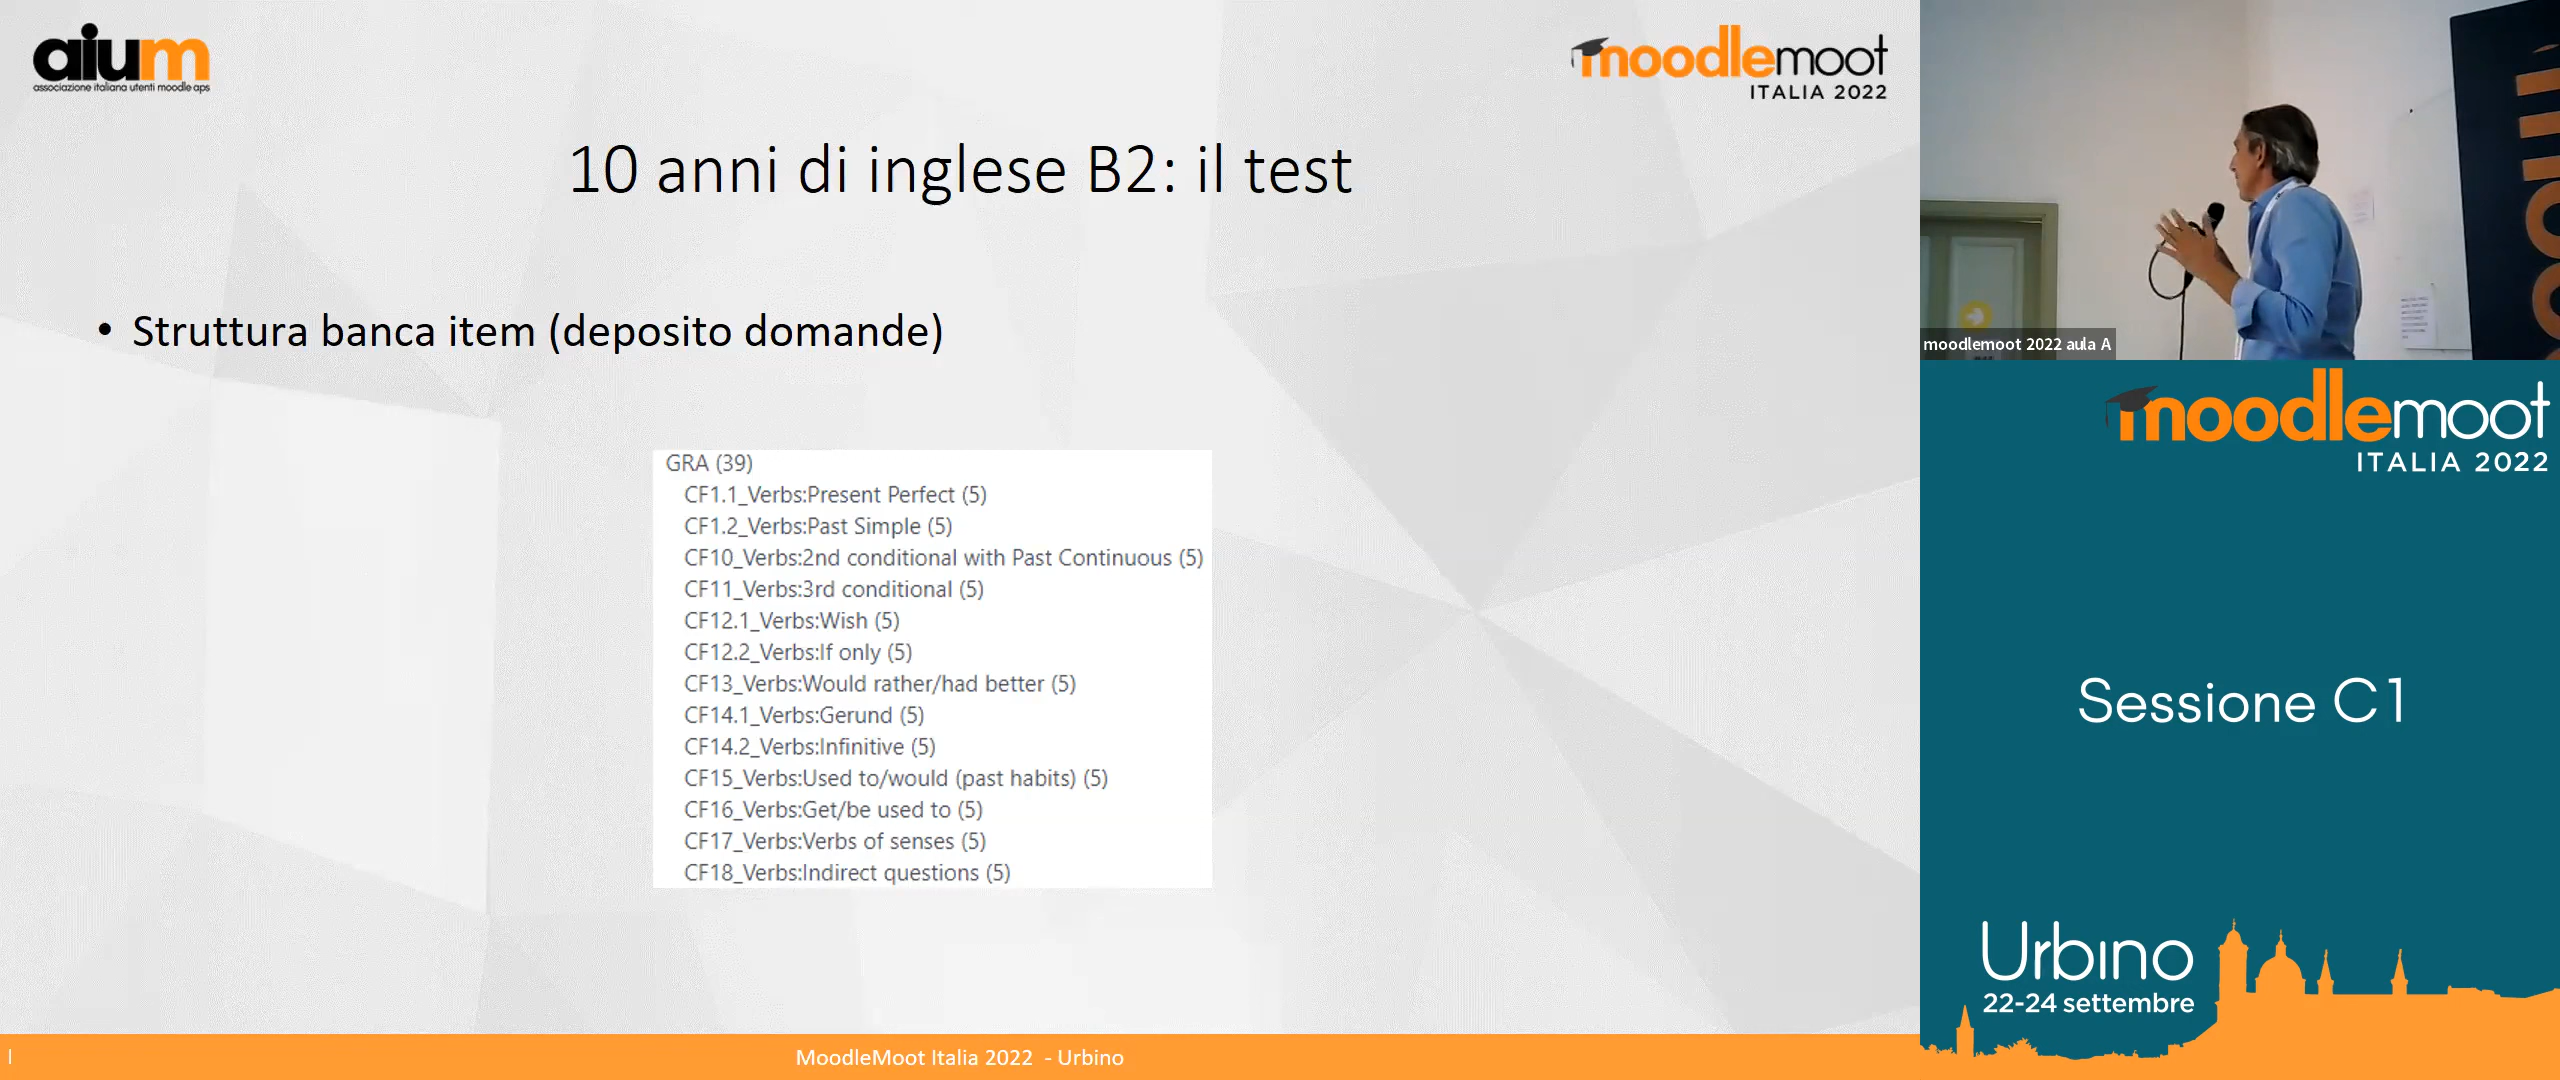 aium
associazione italiana utenti moodle aps
moodlemoot
ITALIA 2022
10 anni di inglese B2: il test
• Struttura banca item (deposito domande)
GRA (39)
CF1.1_Verbs:Present Perfect (5)
CF1.2_Verbs:Past Simple (5)
CF10_Verbs:2nd conditional with Past Continuous (5)
CF11_Verbs:3rd conditional (5)
CF12.1_Verbs:Wish (5)
CF12.2_Verbs:If only (5)
CF13_Verbs:Would rather/had better (5)
CF14.1_Verbs:Gerund (5)
CF14.2_Verbs:Infinitive (5)
CF15_Verbs:Used to/would (past habits) (5)
CF16_Verbs:Get/be used to (5)
CF17_Verbs:Verbs of senses (5)
CF18_Verbs:Indirect questions (5)
MoodleMoot Italia 2022 - Urbino
moodlemoot 2022 aula A
moodlemoot
ITALIA 2022
Sessione C1
Urbino
22-24 settembre